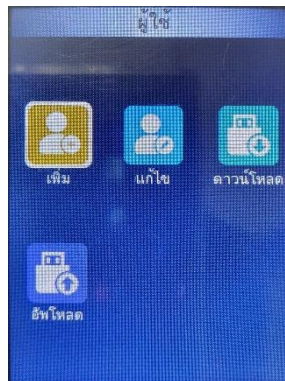 ผู้ใช้
เพิ่ม
แก้ไข
ดาวน์โหลด
อัพโหลด